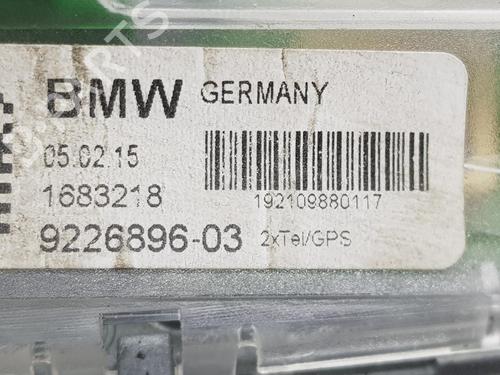 BMW GERMANY
05.02.15
1683218
192109880117
9226896-03 2xTel/GPS